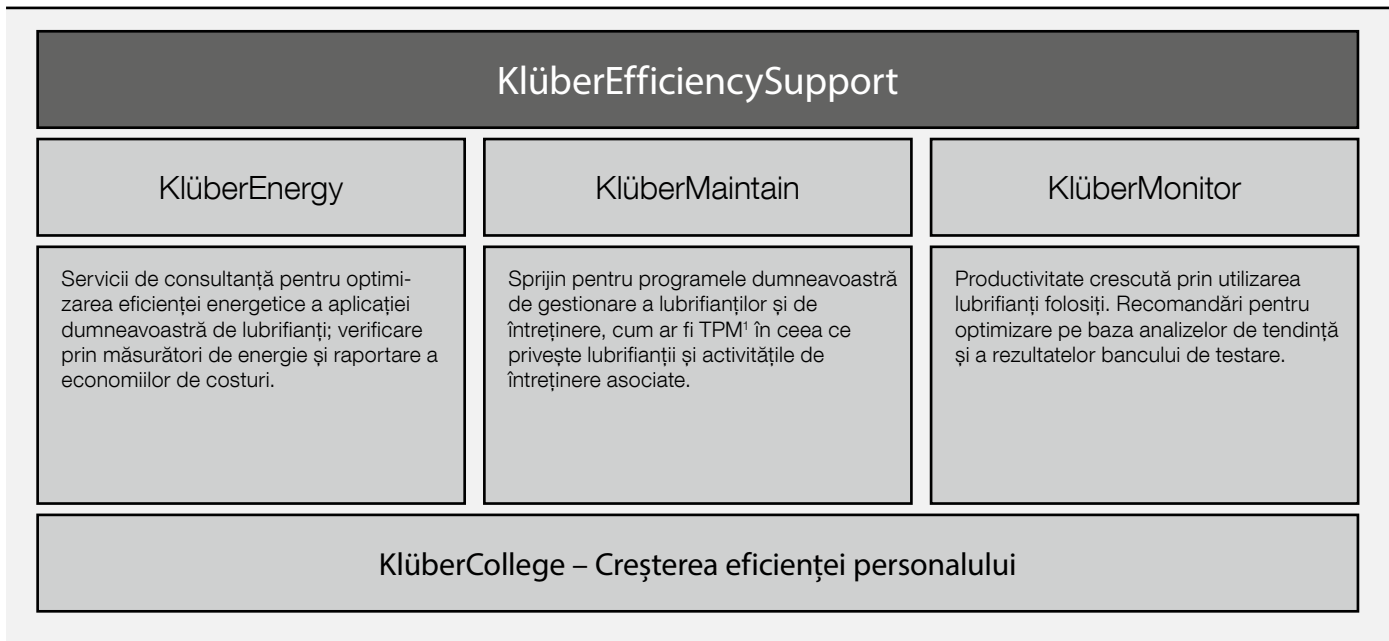 KlüberEfficiencySupport
KlüberEnergy
KlüberMaintain
KlüberMonitor
Servicii de consultanță pentru optimi-
zarea eficienței energetice a aplicației
dumneavoastră de lubrifianți; verificare
prin măsurători de energie și raportare a
economiilor de costuri.
Sprijin pentru programele dumneavoastră
de gestionare a lubrifianților și de
întreținere, cum ar fi TPM¹ în ceea ce
privește lubrifianții și activitățile de
întreținere asociate.
Productivitate crescută prin utilizarea
lubrifianți folosiți. Recomandări pentru
optimizare pe baza analizelor de tendință
și a rezultatelor bancului de testare.
KlüberCollege – Creșterea eficienței personalului